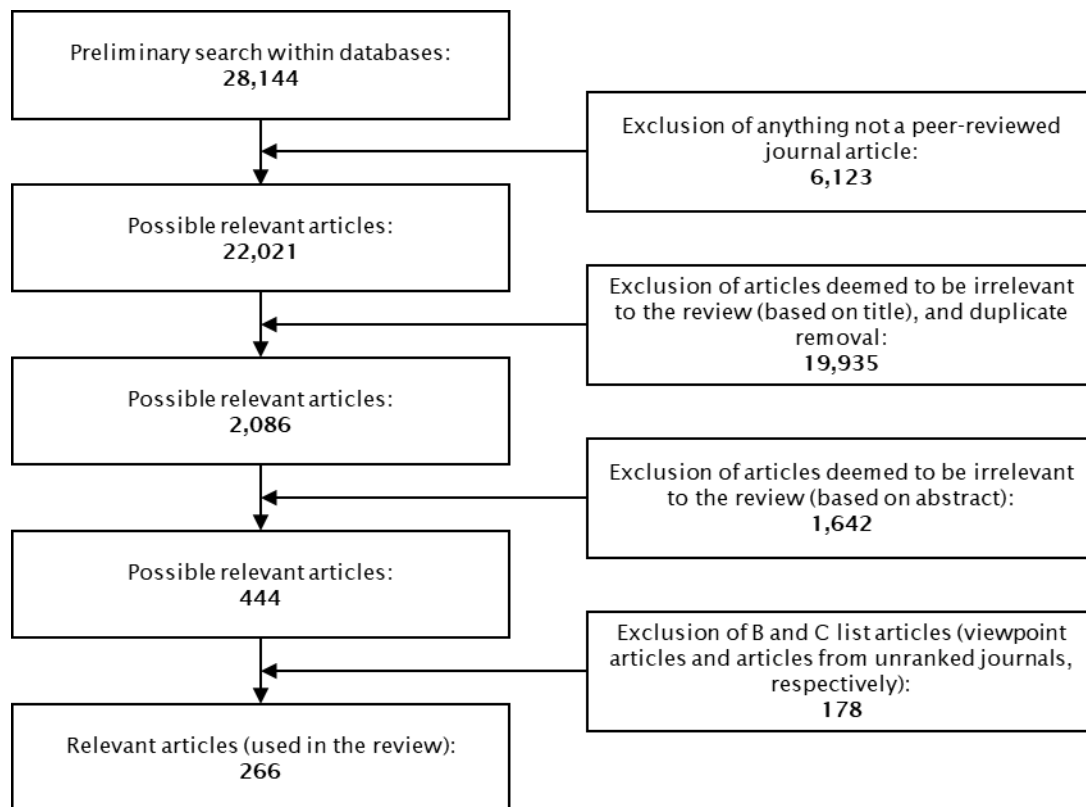 Preliminary search within databases:
28,144
Exclusion of anything not a peer-reviewed
journal article:
6,123
Possible relevant articles:
22,021
Exclusion of articles deemed to be irrelevant
to the review (based on title), and duplicate
removal:
19,935
Possible relevant articles:
2,086
Exclusion of articles deemed to be irrelevant
to the review (based on abstract):
1,642
Possible relevant articles:
444
Exclusion of B and C list articles (viewpoint
articles and articles from unranked journals,
respectively):
178
Relevant articles (used in the review):
266